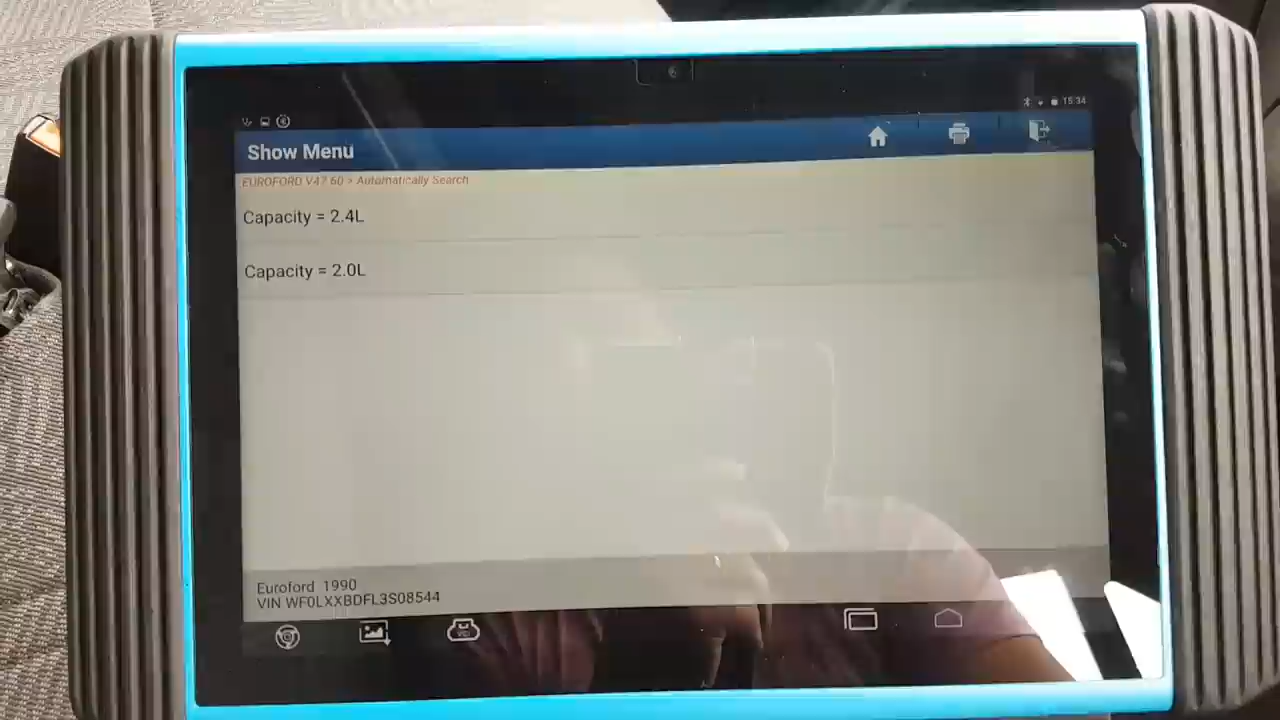 15:34
Show Menu
EUROFORD V47.60 > Automatically Search
Capacity = 2.4L
Capacity = 2.0L
Euroford 1990
VIN WF0LXXBDFL3S08544
VCI